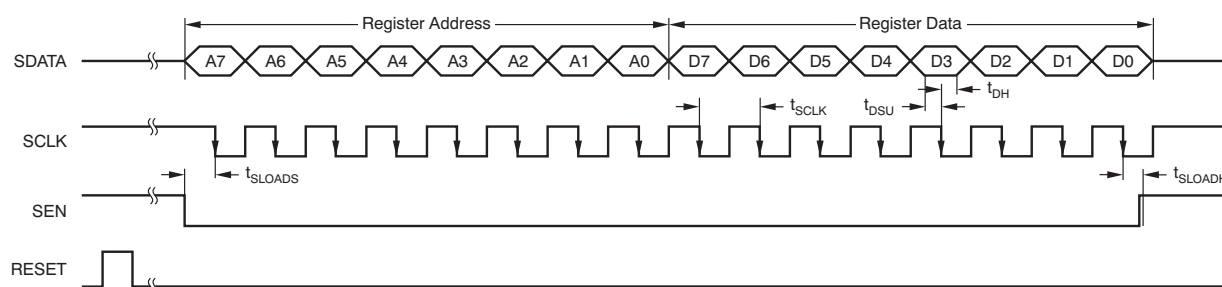 Register Address Register Data
SDATA A7 A6 A5 A4 A3 A2 A1 A0 D7 D6 D5 D4 D3 D2 D1 D0
tSCLK tDSU tDH
SCLK
tSLOADS tSLOADH
SEN
RESET